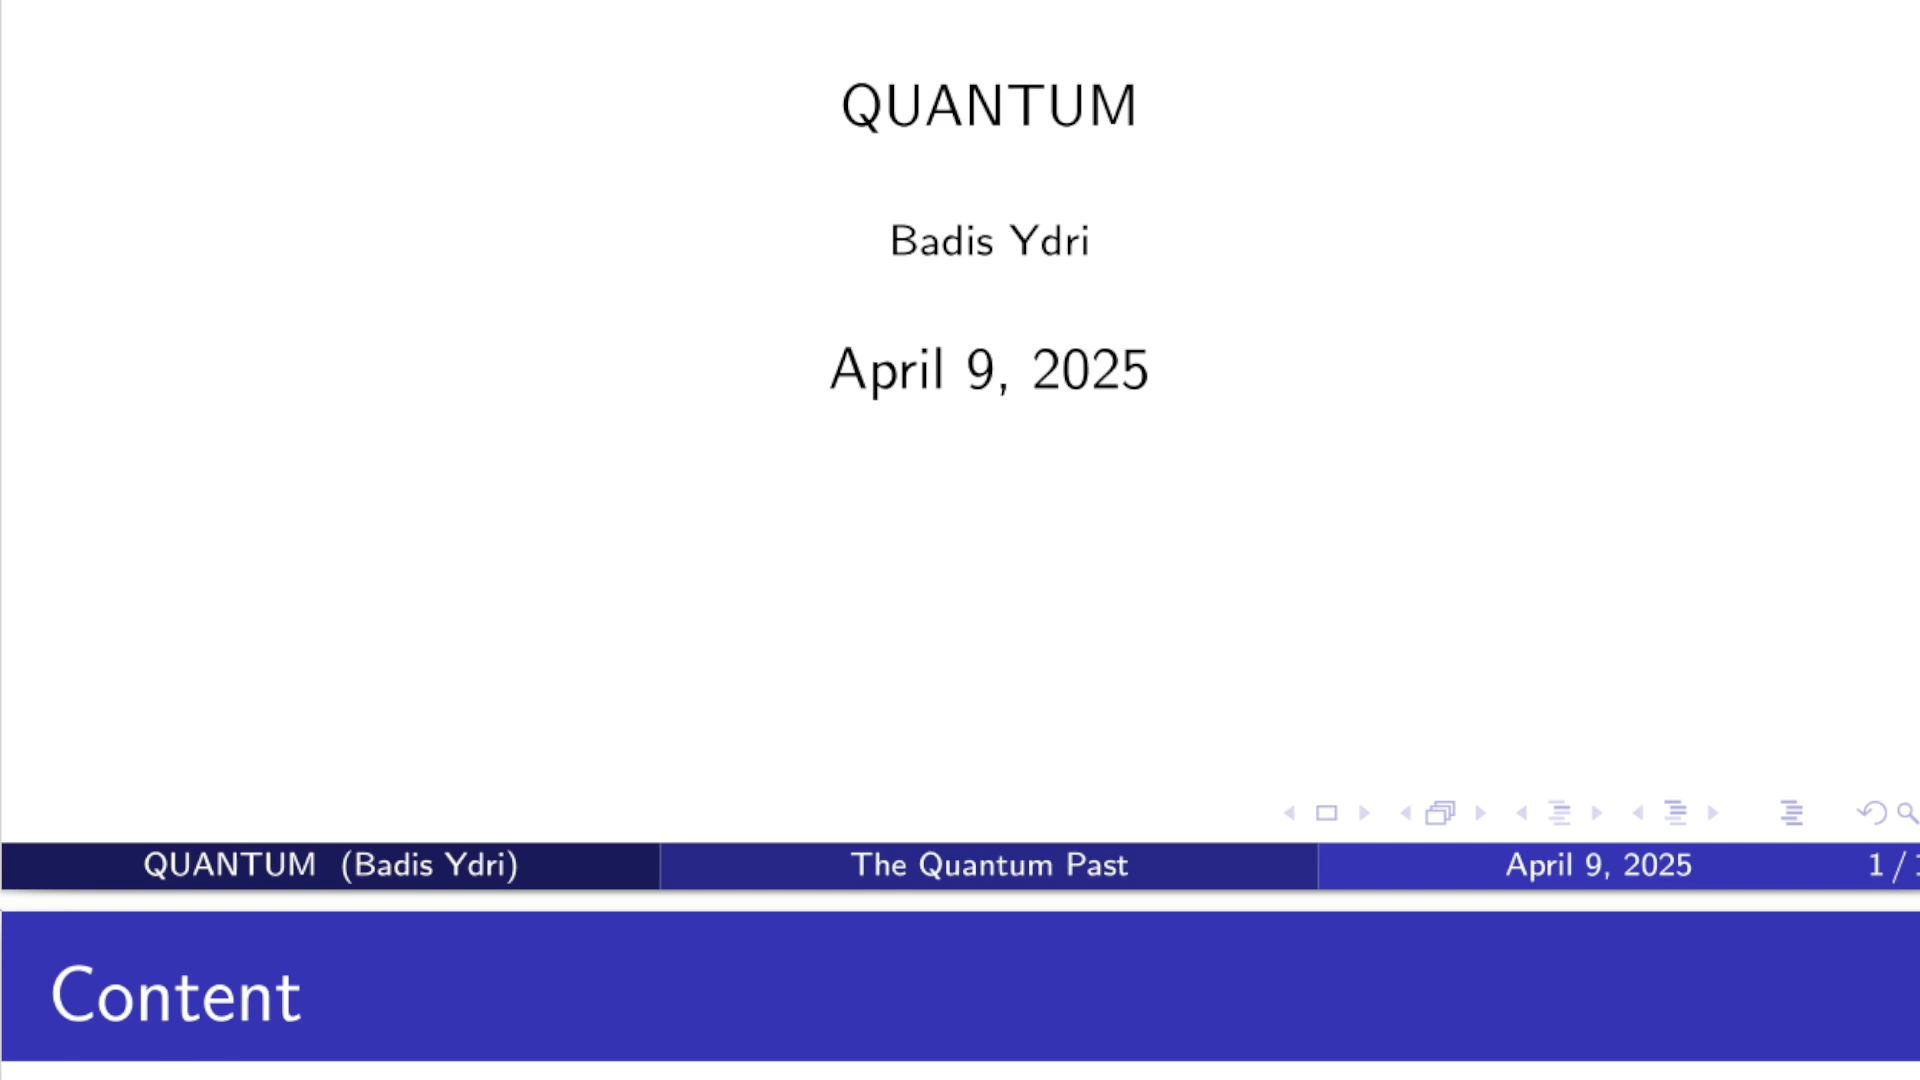 QUANTUM
Badis Ydri
April 9, 2025
QUANTUM (Badis Ydri)
The Quantum Past
April 9, 2025
1 /
Content